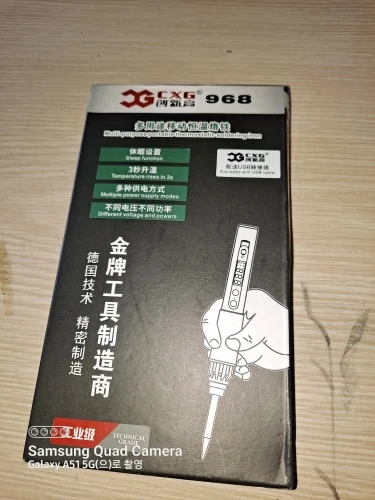 CXG® 968
创新高
多用途移动恒温烙铁
Multi-purpose portable thermostatic soldering iron
休眠设置
Sleep function
3秒升温
Temperature rises in 3s
多种供电方式
Multiple power supply modes
不同电压不同功率
Different voltage and powers
CXG
创新高
配送USB转接线
金牌工具制造商
德国技术 精密制造
工业级
TECHNICAL
GRADE
Samsung Quad Camera
Galaxy A515G(으)로 촬영